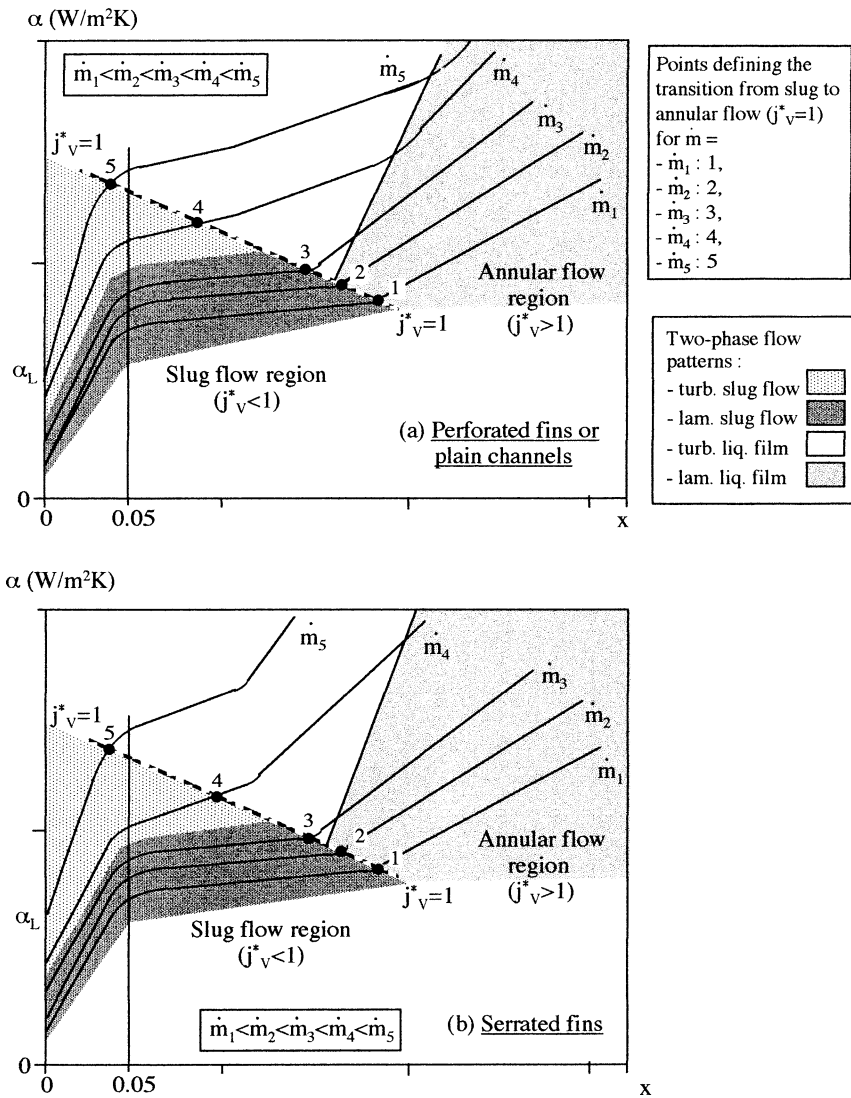 α (W/m²K)
ṁ₁<ṁ₂<ṁ₃<ṁ₄<ṁ₅
ṁ₅
ṁ₄
ṁ₃
ṁ₂
ṁ₁
j*V=1
5
4
3
2
1
j*V=1
Annular flow
region
(j*V>1)
αL
Slug flow region
(j*V<1)
(a) Perforated fins or
plain channels
0
0
0.05
x
Points defining the
transition from slug to
annular flow (j*V=1)
for ṁ =
- ṁ₁ : 1,
- ṁ₂ : 2,
- ṁ₃ : 3,
- ṁ₄ : 4,
- ṁ₅ : 5
Two-phase flow
patterns :
- turb. slug flow
- lam. slug flow
- turb. liq. film
- lam. liq. film
α (W/m²K)
ṁ₅
ṁ₄
ṁ₃
ṁ₂
ṁ₁
j*V=1
5
4
3
2
1
j*V=1
Annular flow
region
(j*V>1)
αL
Slug flow region
(j*V<1)
ṁ₁<ṁ₂<ṁ₃<ṁ₄<ṁ₅
(b) Serrated fins
0
0
0.05
x